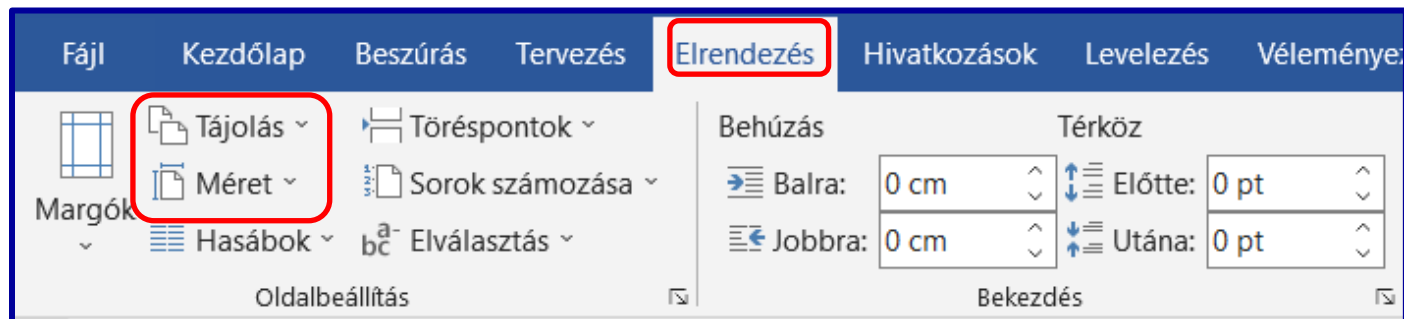 Fájl Kezdőlap Beszúrás Tervezés Elrendezés Hivatkozások Levelezés Véleménye
Tájolás Töréspontok Behúzás Térköz
Méret Sorok számozása Balra: 0 cm Előtte: 0 pt
Margók
Hasábok Elválasztás Jobbra: 0 cm Utána: 0 pt
Oldalbeállítás Bekezdés